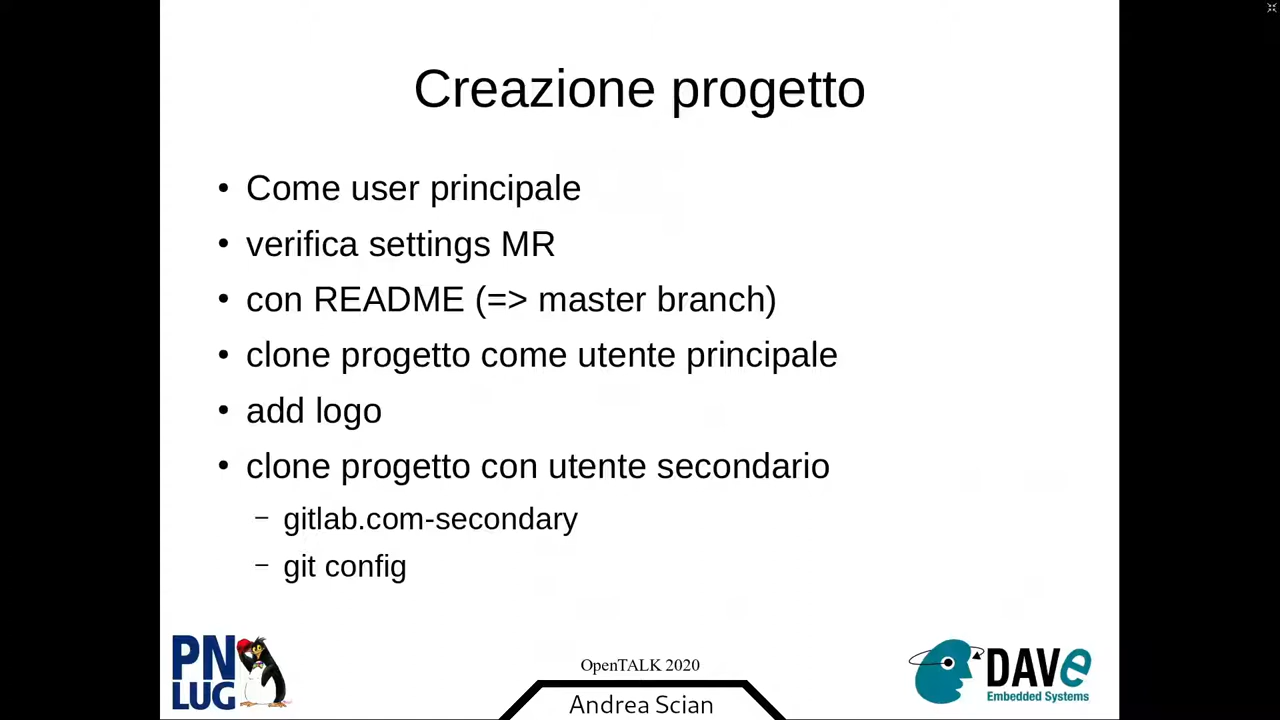 Creazione progetto
• Come user principale
• verifica settings MR
• con README (=> master branch)
• clone progetto come utente principale
• add logo
• clone progetto con utente secondario
– gitlab.com-secondary
– git config
PN
LUG
OpenTALK 2020
Andrea Scian
DAVe
Embedded Systems